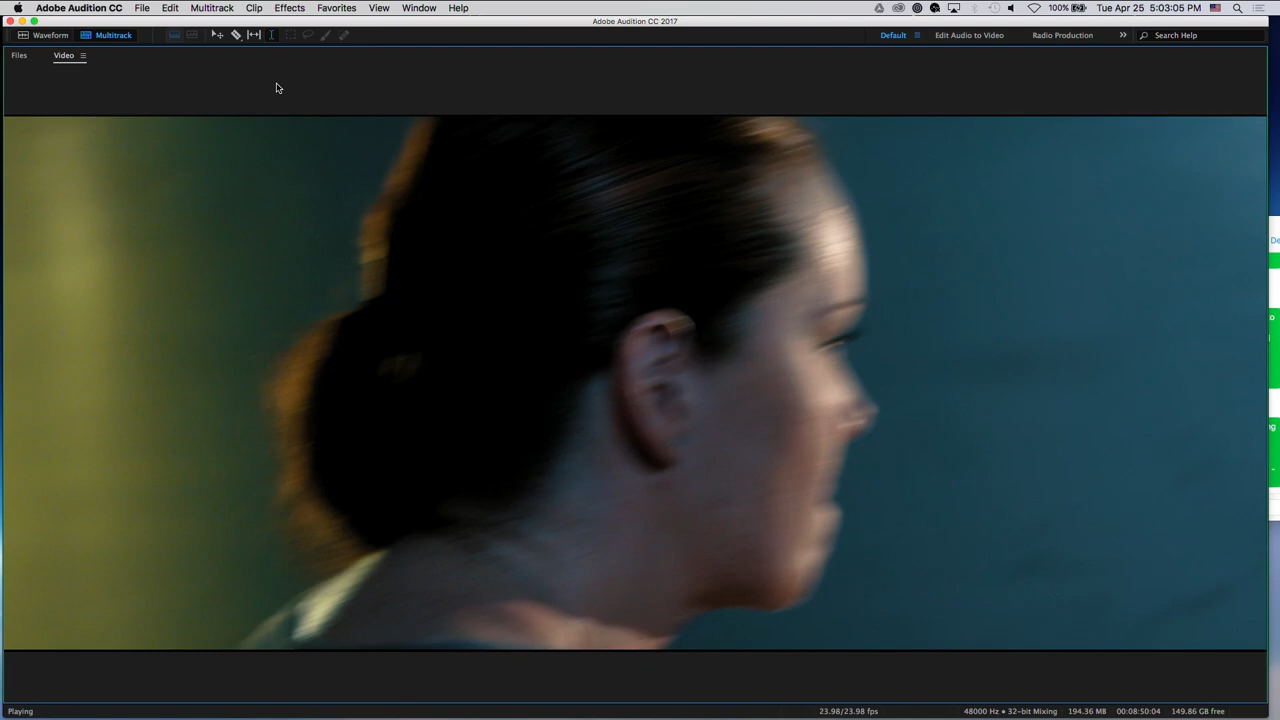 Adobe Audition CC File Edit Multitrack Clip Effects Favorites View Window Help 100% Tue Apr 25 5:03:05 PM
Adobe Audition CC 2017
Waveform Multitrack Default Edit Audio to Video Radio Production Search Help
Files Video
De
Playing 23.98/23.98 fps 48000 Hz • 32-bit Mixing 194.36 MB 00:08:50:04 149.86 GB free